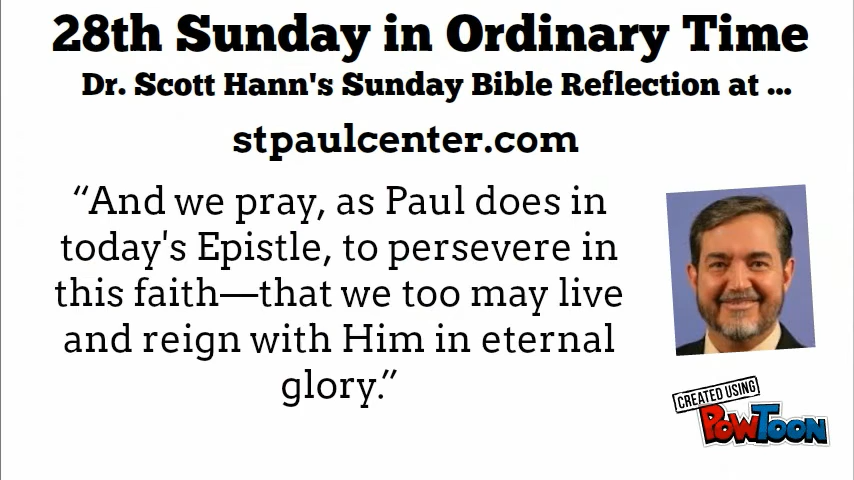 28th Sunday in Ordinary Time
Dr. Scott Hann's Sunday Bible Reflection at ...
stpaulcenter.com
“And we pray, as Paul does in
today's Epistle, to persevere in
this faith—that we too may live
and reign with Him in eternal
glory.”
CREATED USING
POWTOON